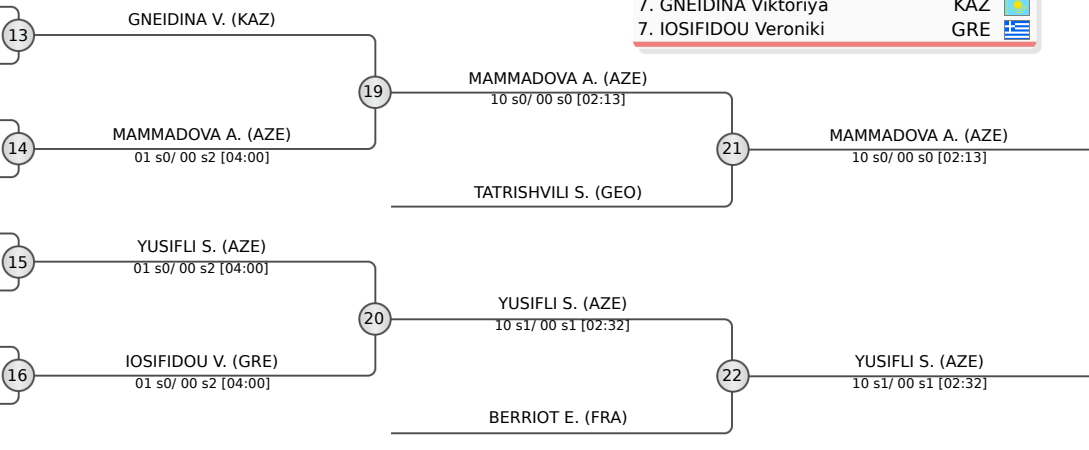 7. GNEIDINA Viktoriya KAZ
7. IOSIFIDOU Veroniki GRE
13
GNEIDINA V. (KAZ)
19
MAMMADOVA A. (AZE)
10 s0/ 00 s0 [02:13]
14
MAMMADOVA A. (AZE)
01 s0/ 00 s2 [04:00]
21
MAMMADOVA A. (AZE)
10 s0/ 00 s0 [02:13]
TATRISHVILI S. (GEO)
15
YUSIFLI S. (AZE)
01 s0/ 00 s2 [04:00]
20
YUSIFLI S. (AZE)
10 s1/ 00 s1 [02:32]
16
IOSIFIDOU V. (GRE)
01 s0/ 00 s2 [04:00]
22
YUSIFLI S. (AZE)
10 s1/ 00 s1 [02:32]
BERRIOT E. (FRA)